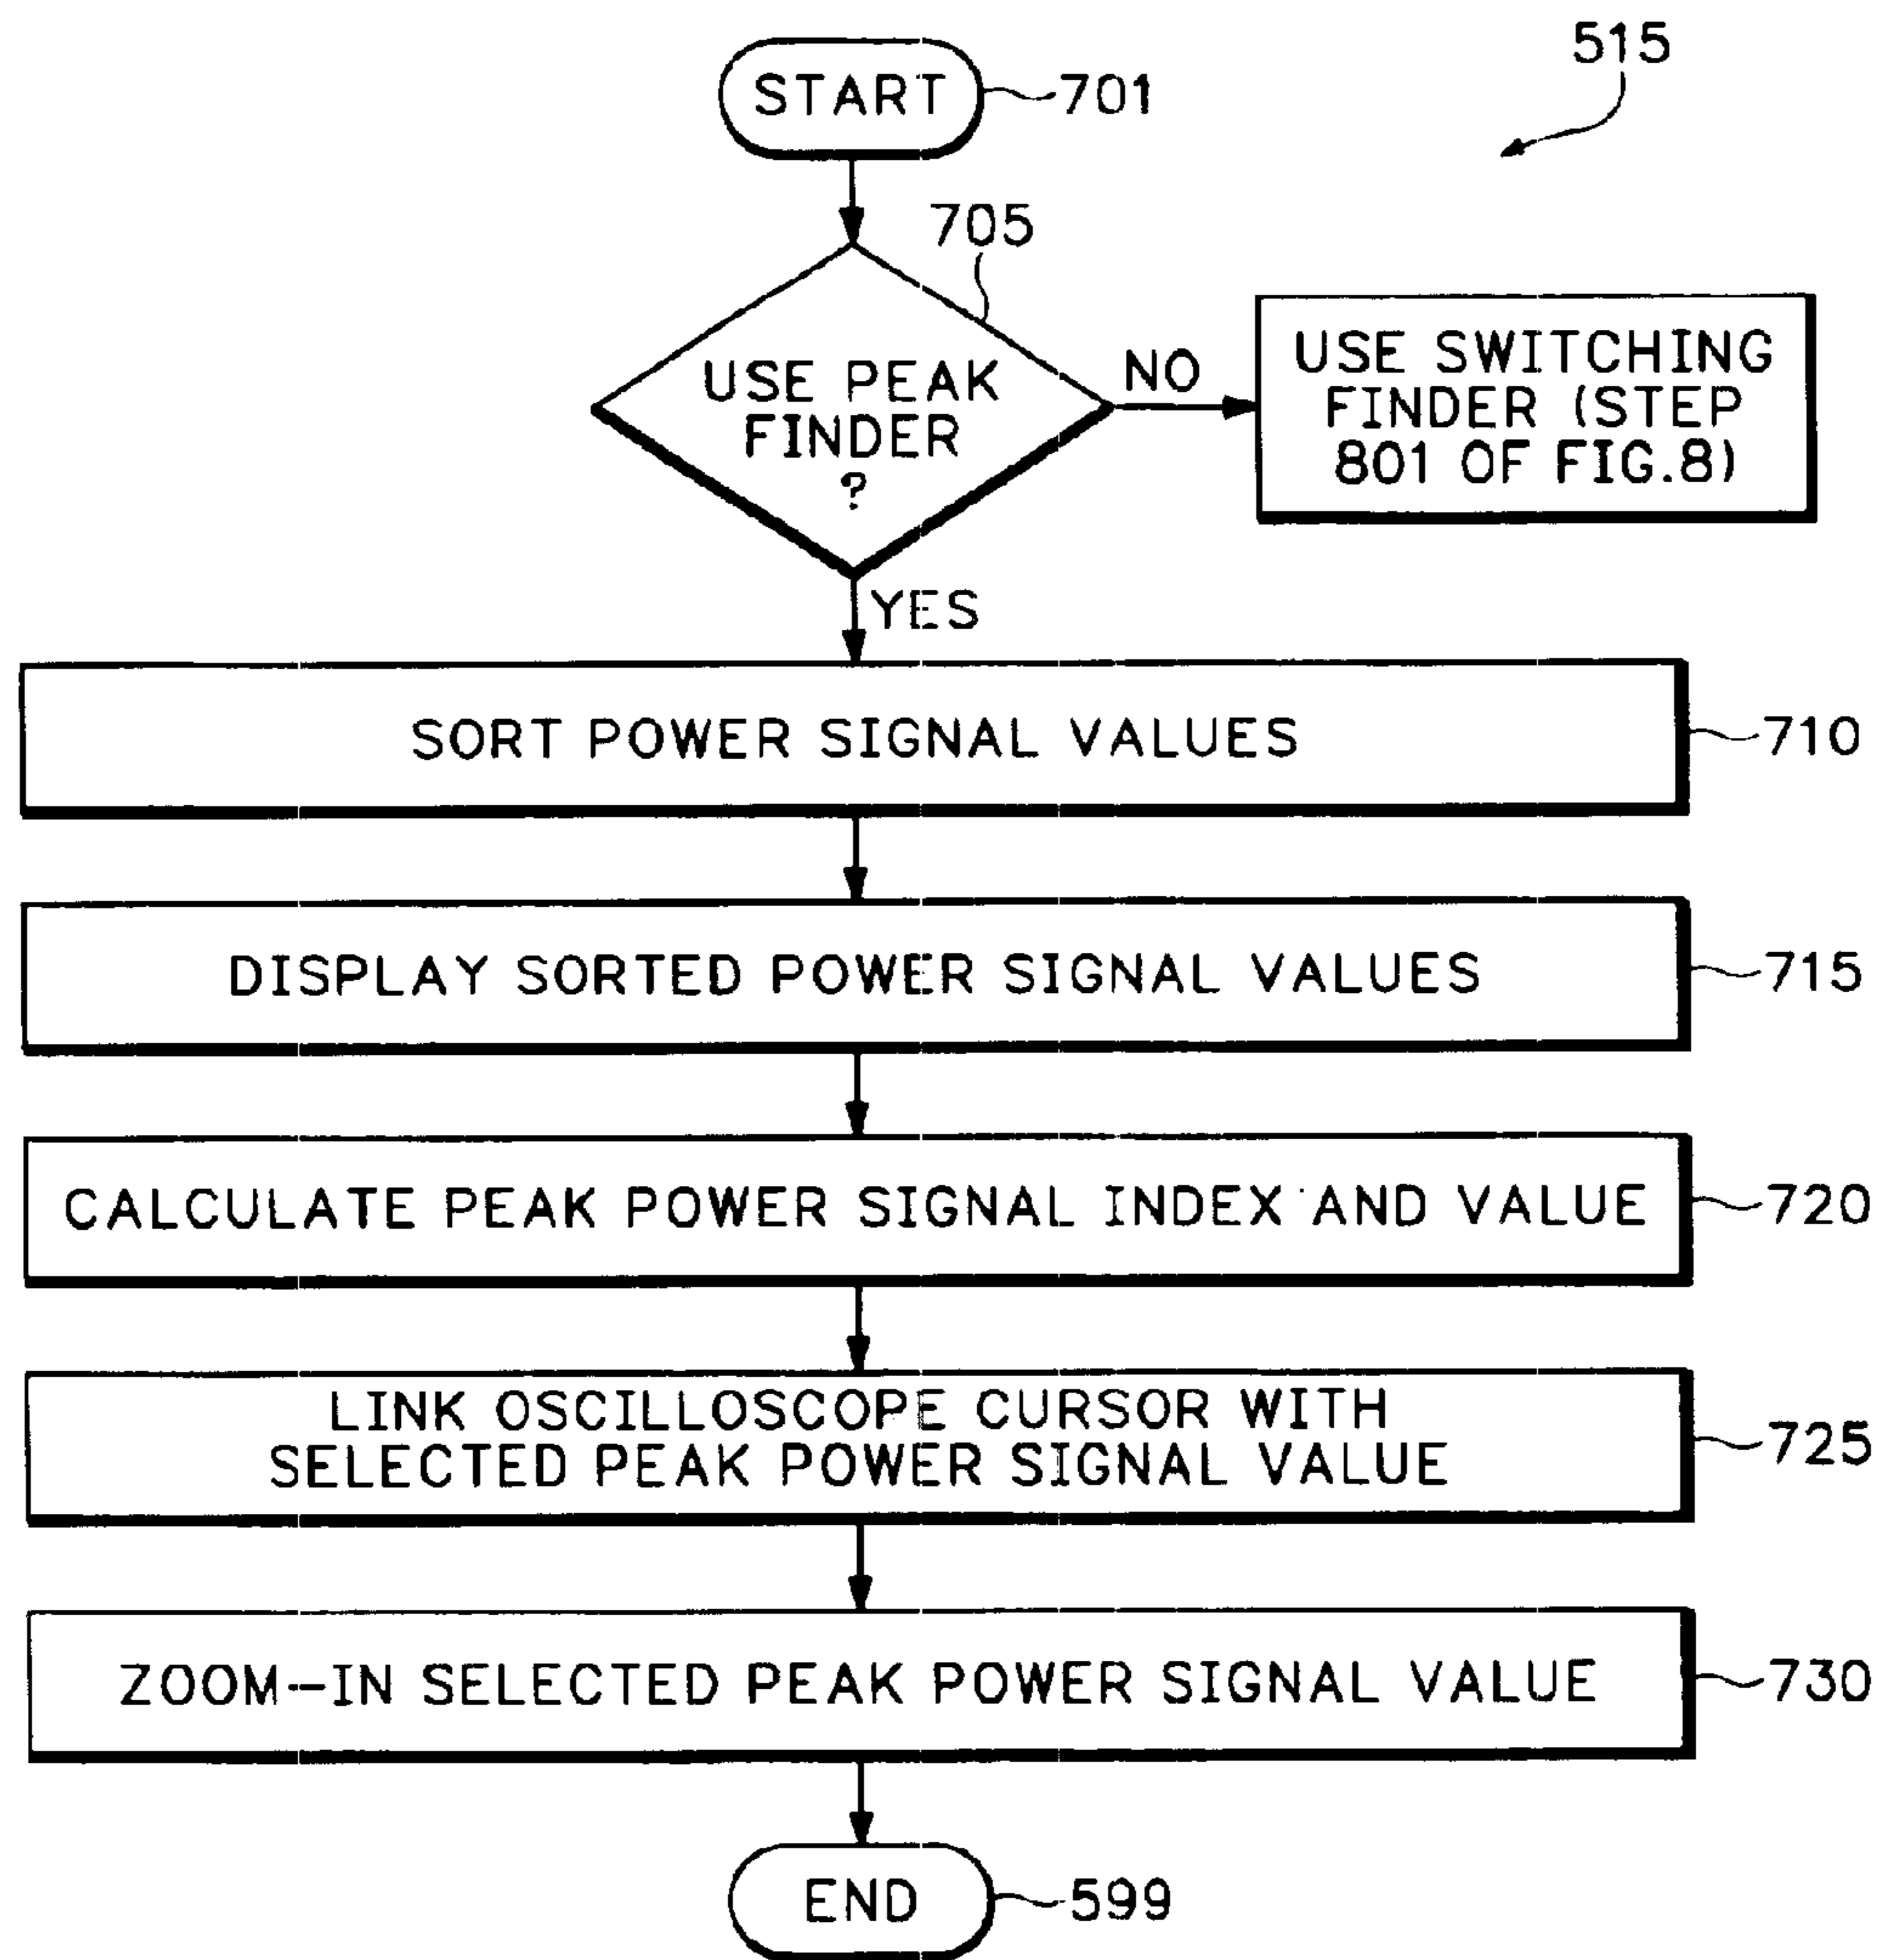 515
START
701
705
USE PEAK
FINDER
?
NO
USE SWITCHING
FINDER (STEP
801 OF FIG.8)
YES
SORT POWER SIGNAL VALUES
710
DISPLAY SORTED POWER SIGNAL VALUES
715
CALCULATE PEAK POWER SIGNAL INDEX AND VALUE
720
LINK OSCILLOSCOPE CURSOR WITH
SELECTED PEAK POWER SIGNAL VALUE
725
ZOOM-IN SELECTED PEAK POWER SIGNAL VALUE
730
END
599